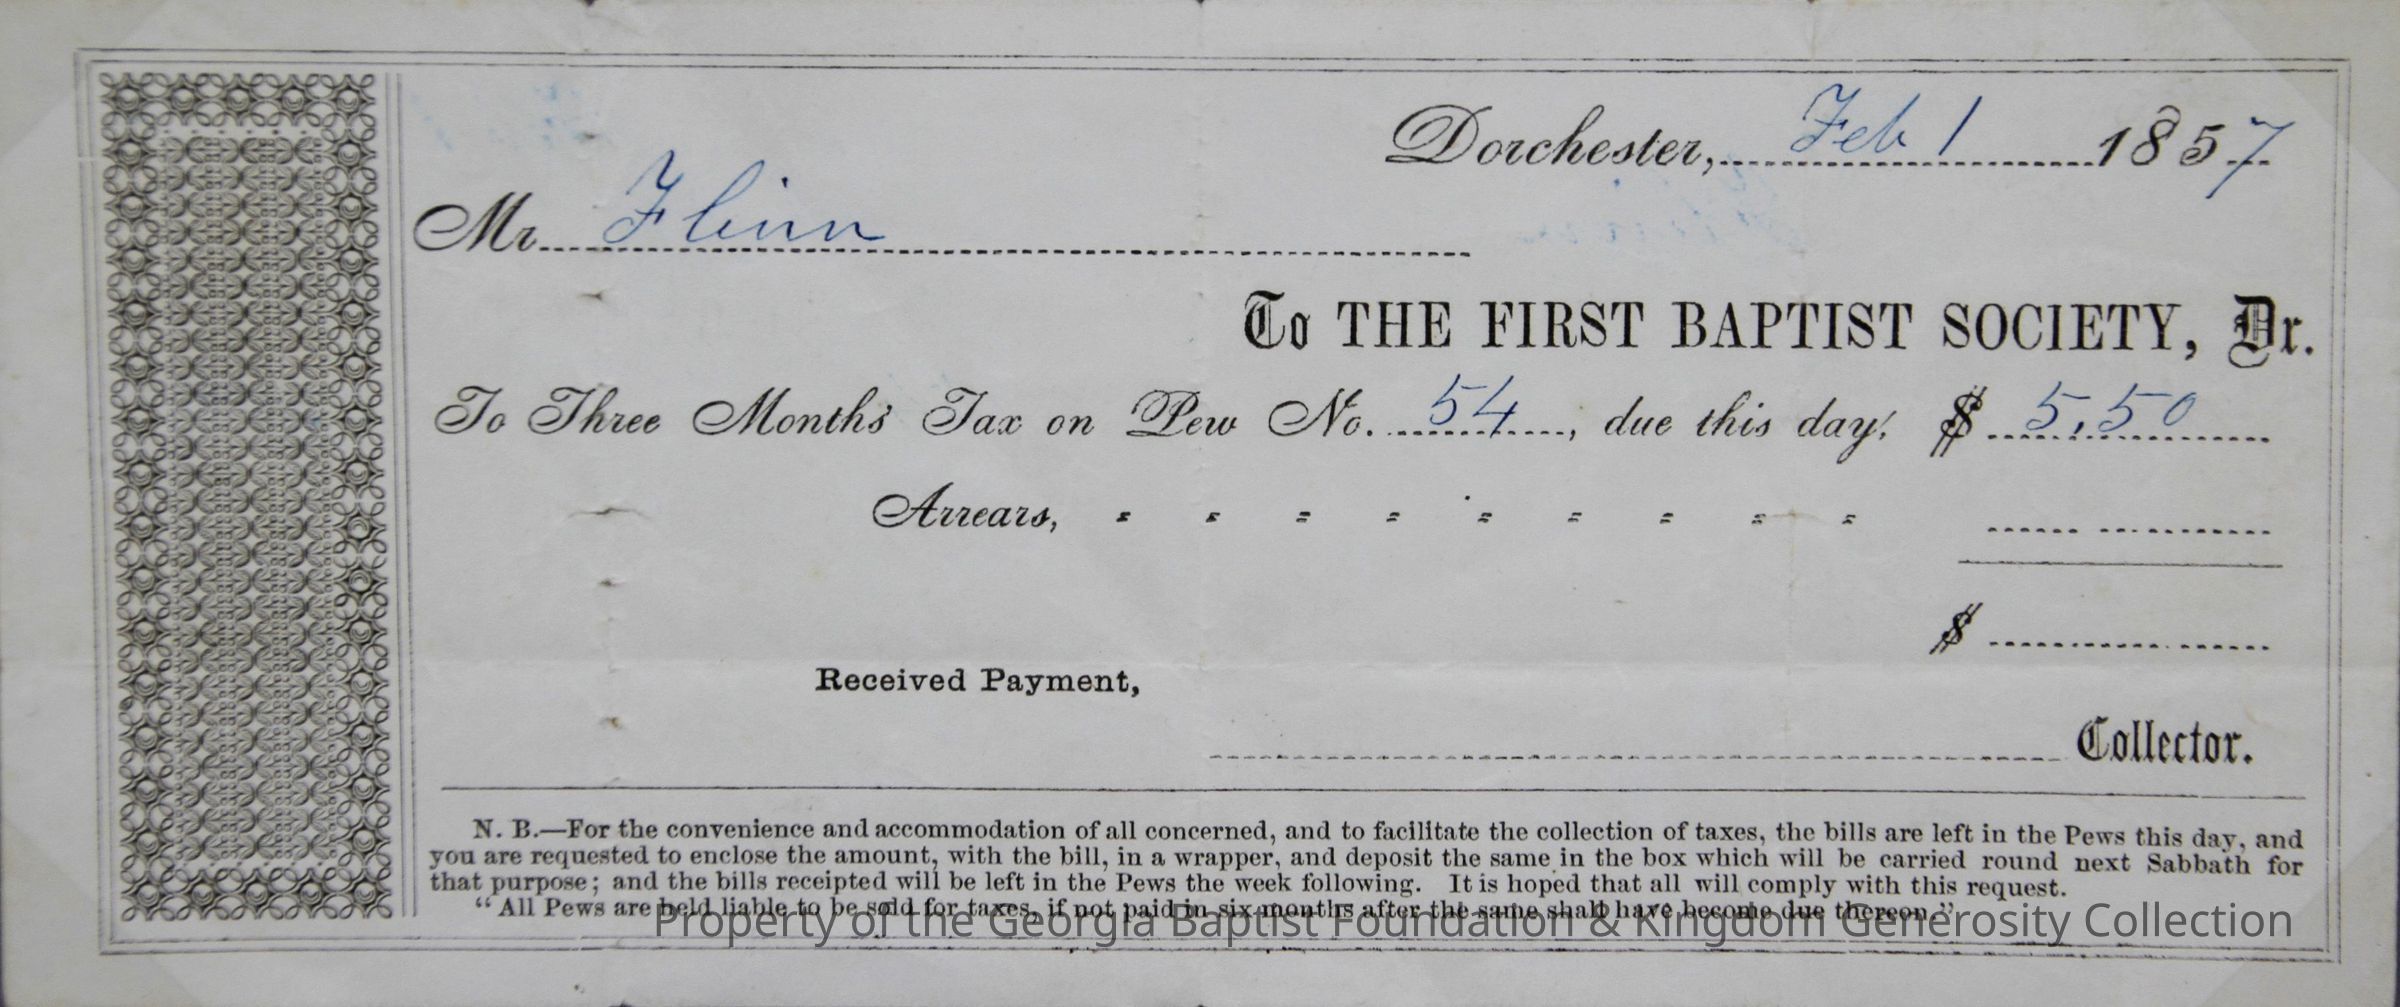 Dorchester, Feb 1 1857
Mr. Flinn
To THE FIRST BAPTIST SOCIETY, Dr.
To Three Months' Tax on Pew No. 54, due this day, $ 5,50
Arrears,
$
Received Payment,
Collector.
N. B.—For the convenience and accommodation of all concerned, and to facilitate the collection of taxes, the bills are left in the Pews this day, and
you are requested to enclose the amount, with the bill, in a wrapper, and deposit the same in the box which will be carried round next Sabbath for
that purpose; and the bills receipted will be left in the Pews the week following. It is hoped that all will comply with this request.
"All Pews are held liable to be sold for taxes, if not paid in six months after the same shall have become due thereon."
Property of the Georgia Baptist Foundation & Kingdom Generosity Collection